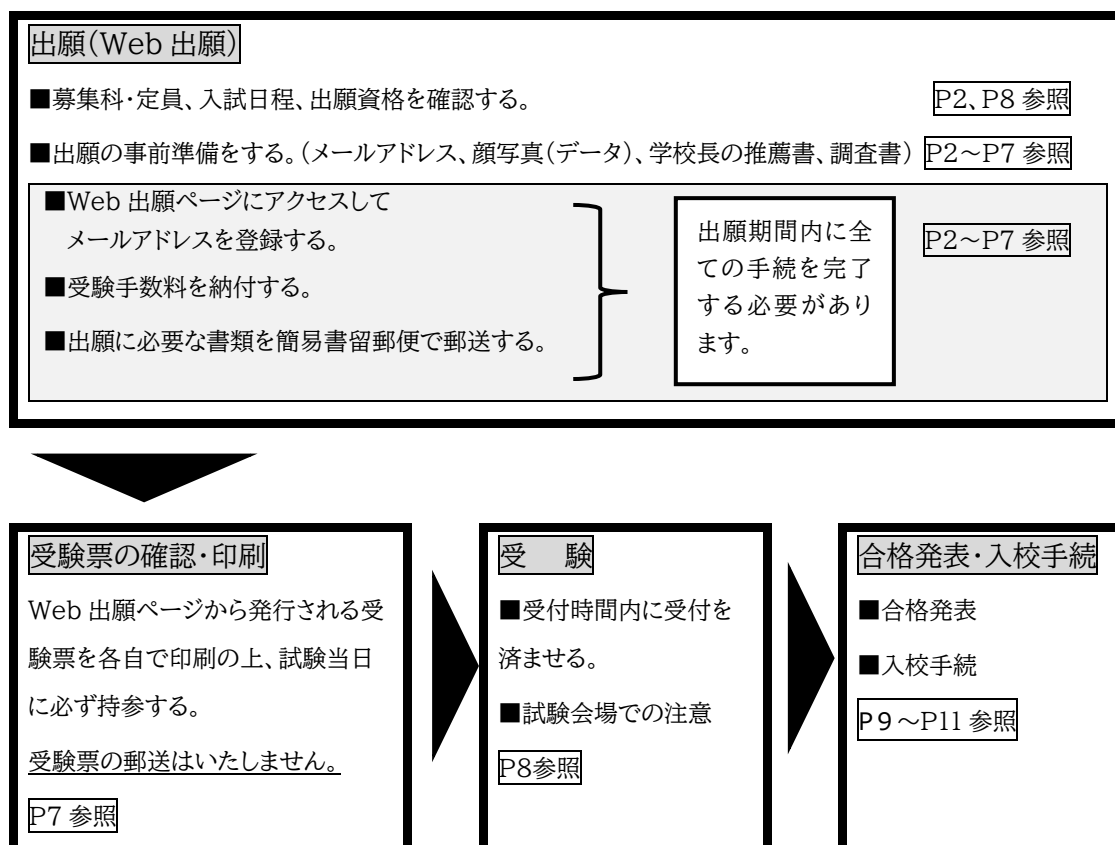 出願(Web 出願)
■募集科・定員、入試日程、出願資格を確認する。 P2、P8 参照
■出願の事前準備をする。(メールアドレス、顔写真(データ)、学校長の推薦書、調査書) P2～P7 参照
■Web 出願ページにアクセスして
メールアドレスを登録する。
■受験手数料を納付する。
■出願に必要な書類を簡易書留郵便で郵送する。
出願期間内に全
ての手続を完了
する必要があり
ます。
P2～P7 参照
受験票の確認・印刷
Web 出願ページから発行される受
験票を各自で印刷の上、試験当日
に必ず持参する。
受験票の郵送はいたしません。
P7 参照
受　験
■受付時間内に受付を
済ませる。
■試験会場での注意
P8参照
合格発表・入校手続
■合格発表
■入校手続
P９～P11 参照